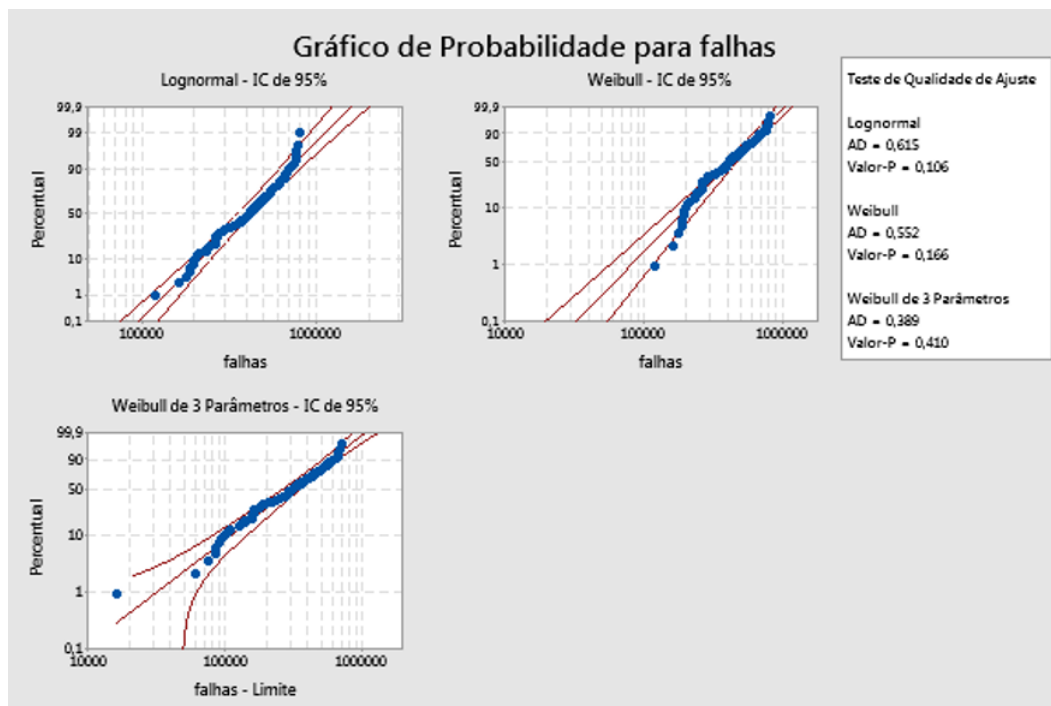 Gráfico de Probabilidade para falhas
Lognormal - IC de 95%
99,9
99
90
50
10
1
0,1
Percentual
100000
1000000
falhas
Weibull - IC de 95%
99,9
90
50
10
1
0,1
Percentual
10000
100000
1000000
falhas
Teste de Qualidade de Ajuste
Lognormal
AD = 0,615
Valor-P = 0,106
Weibull
AD = 0,552
Valor-P = 0,166
Weibull de 3 Parâmetros
AD = 0,389
Valor-P = 0,410
Weibull de 3 Parâmetros - IC de 95%
99,9
90
50
10
1
0,1
Percentual
10000
100000
1000000
falhas - Limite